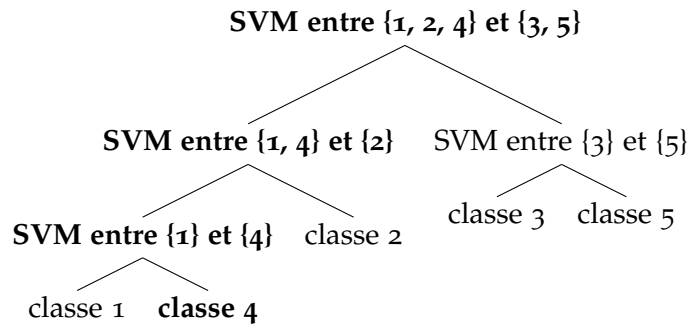 SVM entre {1, 2, 4} et {3, 5}
SVM entre {1, 4} et {2}
SVM entre {3} et {5}
SVM entre {1} et {4}
classe 2
classe 3
classe 5
classe 1
classe 4